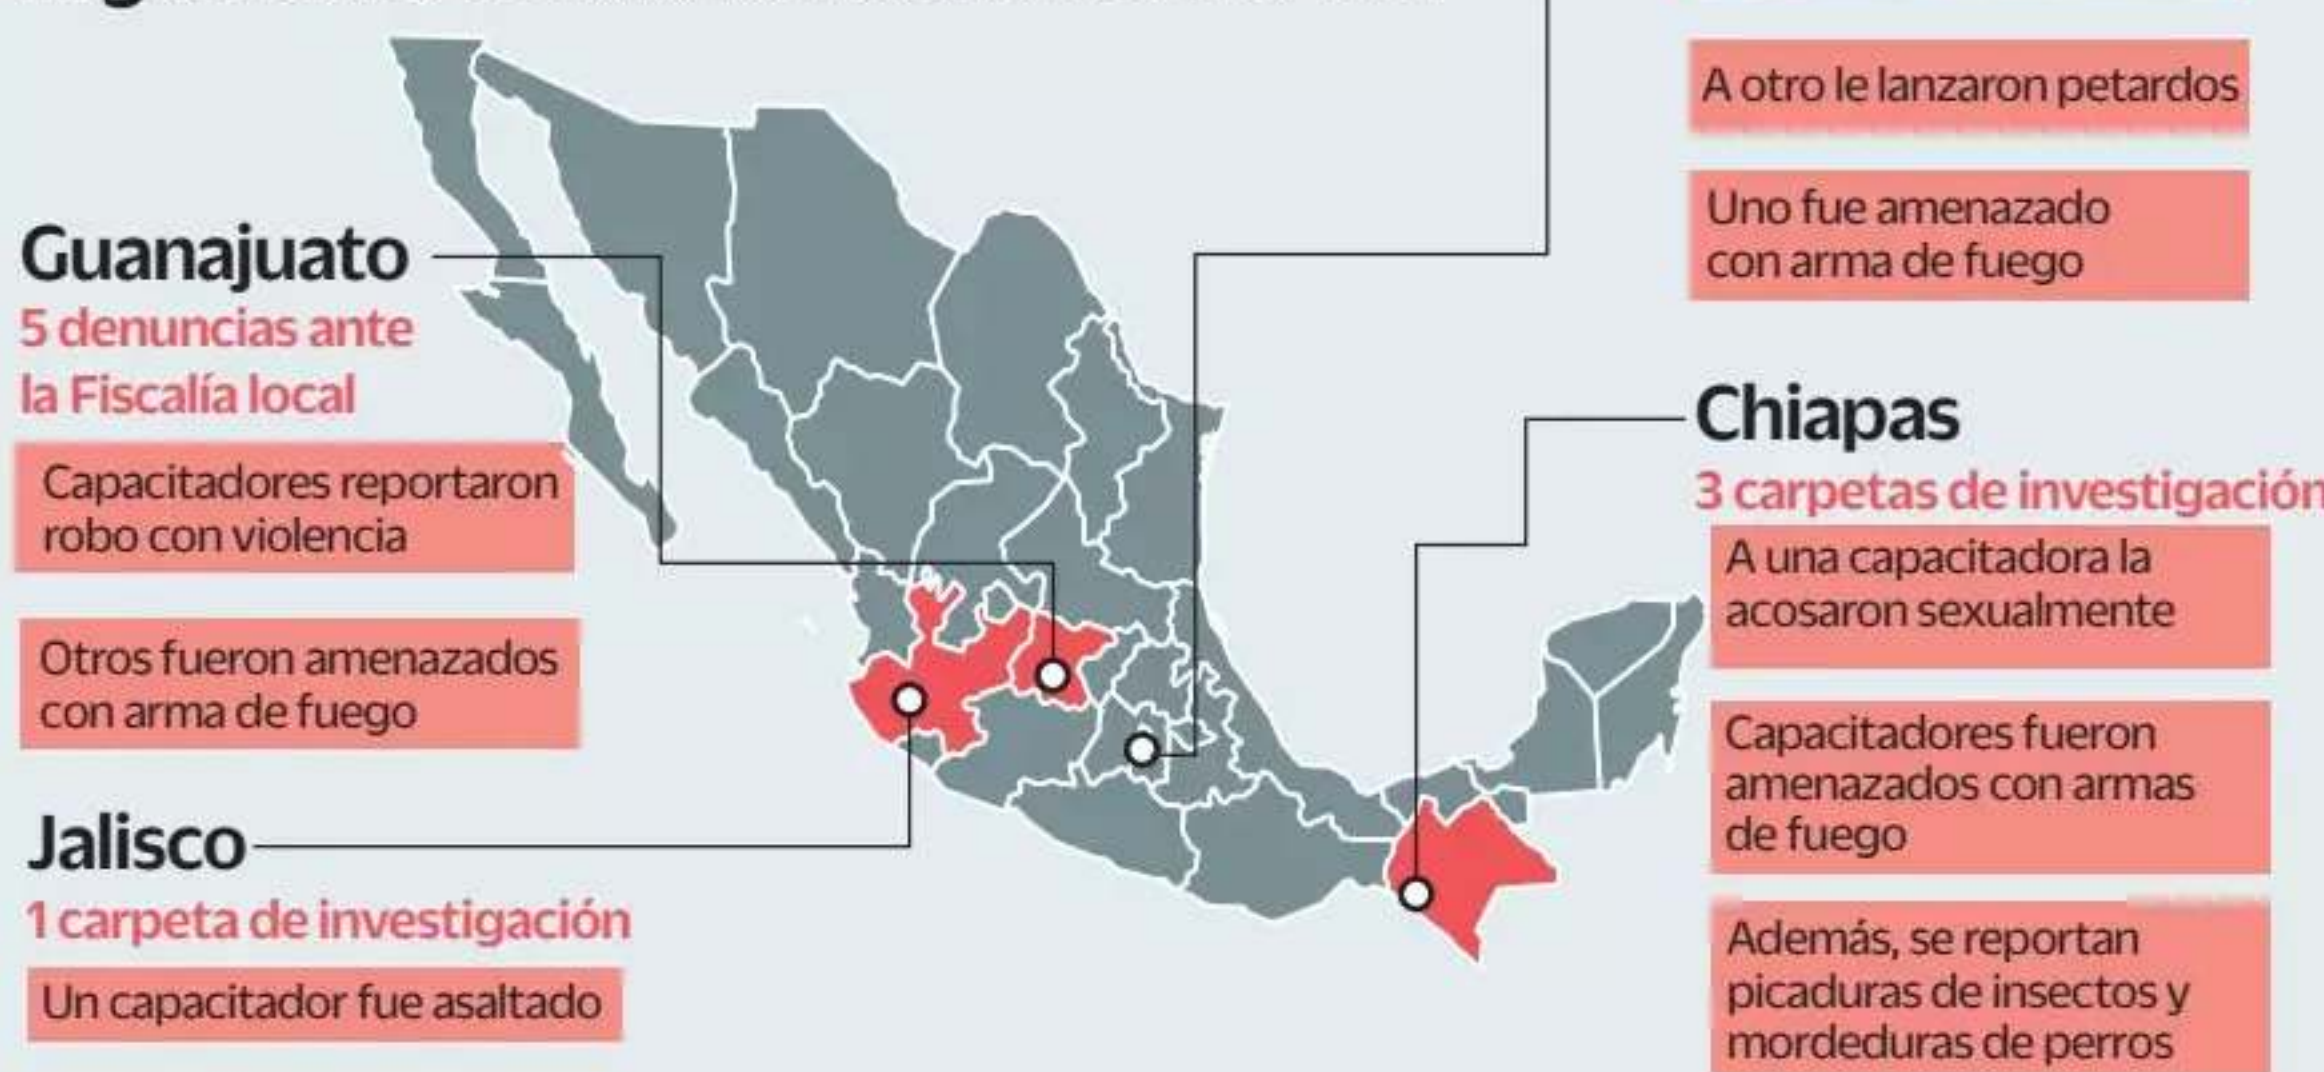 A otro le lanzaron petardos
Uno fue amenazado
con arma de fuego
Guanajuato
5 denuncias ante
la Fiscalía local
Capacitadores reportaron
robo con violencia
Otros fueron amenazados
con arma de fuego
Jalisco
1 carpeta de investigación
Un capacitador fue asaltado
Chiapas
3 carpetas de investigación
A una capacitadora la
acosaron sexualmente
Capacitadores fueron
amenazados con armas
de fuego
Además, se reportan
picaduras de insectos y
mordeduras de perros